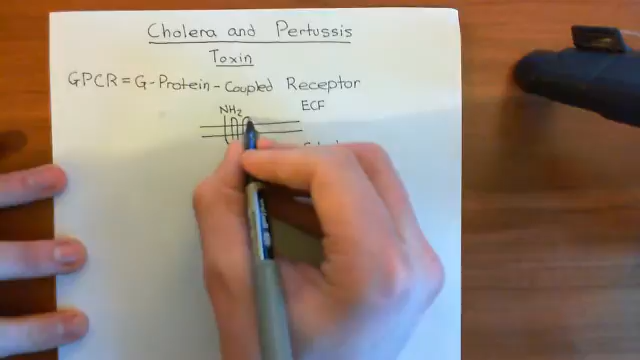 Cholera and Pertussis
Toxin
GPCR = G-Protein-Coupled Receptor
NH2
ECF